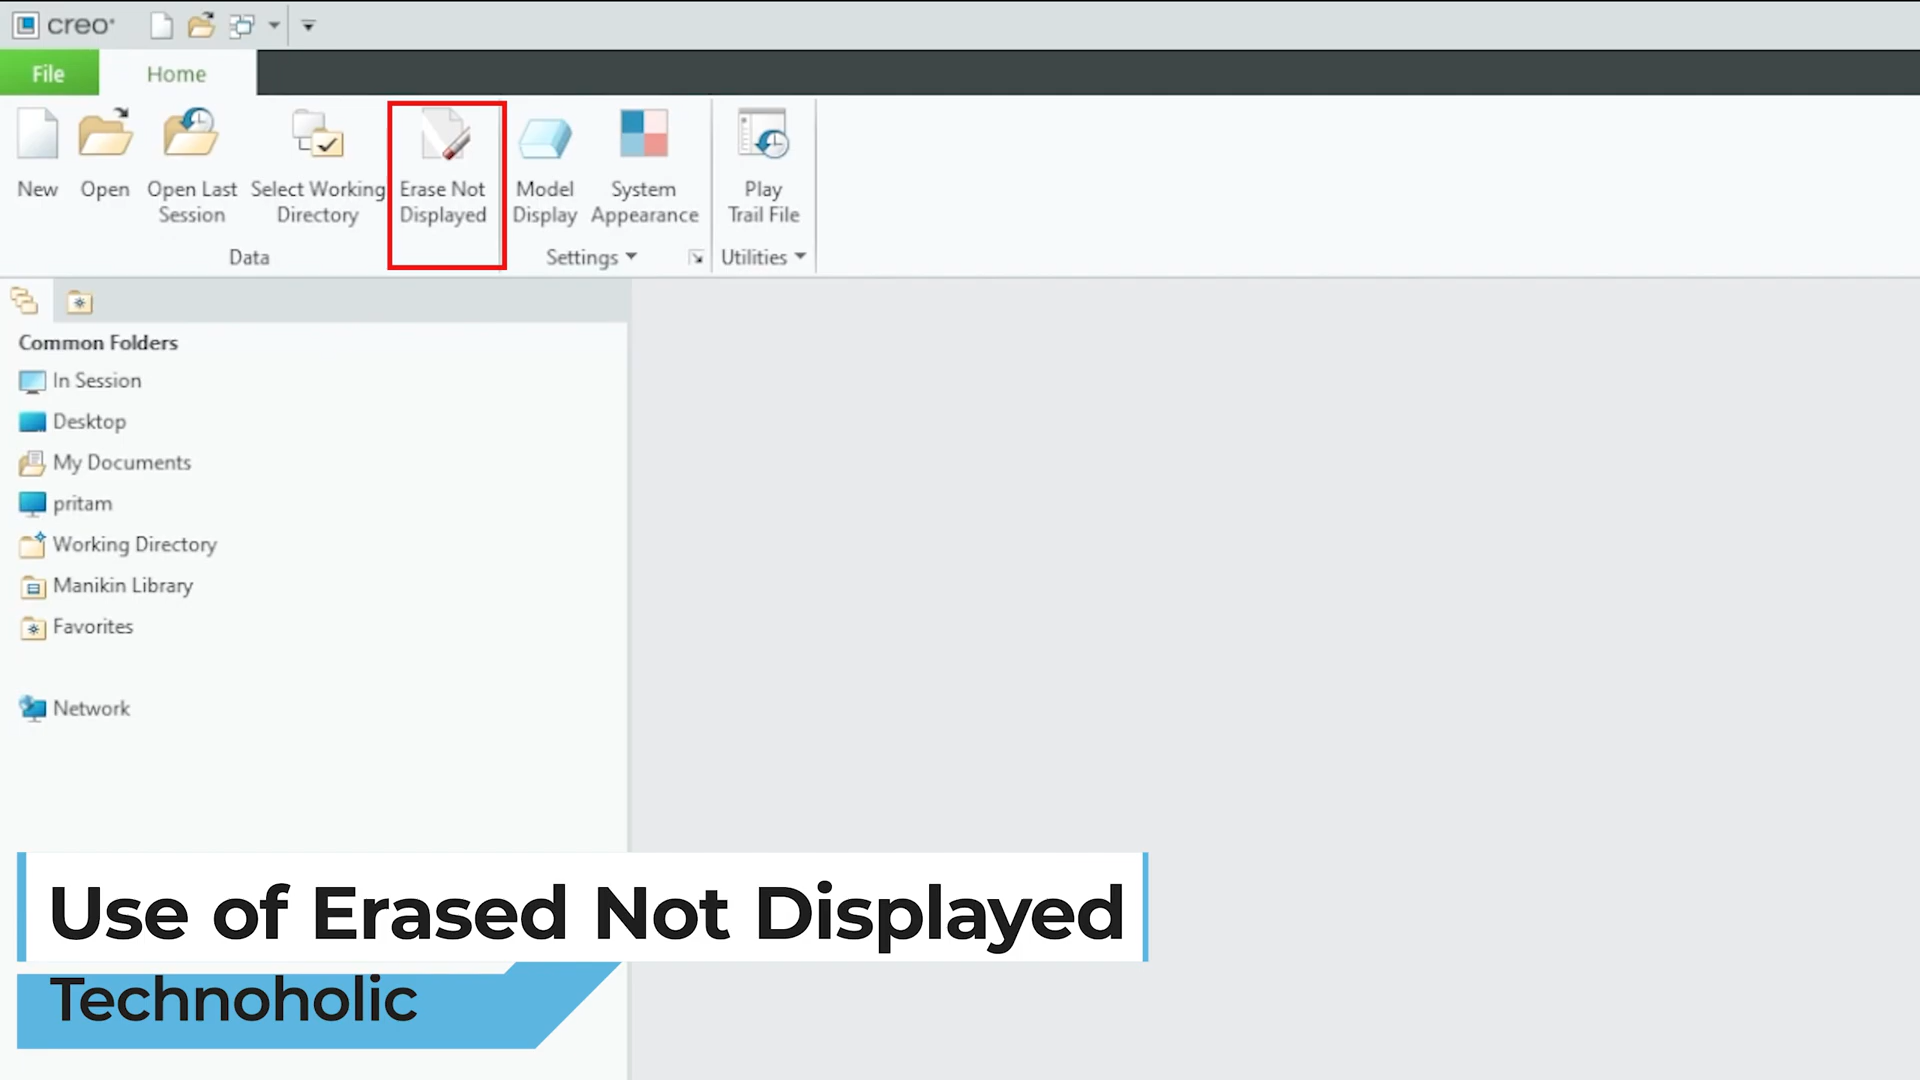 creo
File
Home
New
Open
Open Last
Session
Select Working
Directory
Erase Not
Displayed
Model
Display
System
Appearance
Play
Trail File
Data
Settings
Utilities
Common Folders
In Session
Desktop
My Documents
pritam
Working Directory
Manikin Library
Favorites
Network
Use of Erased Not Displayed
Technoholic